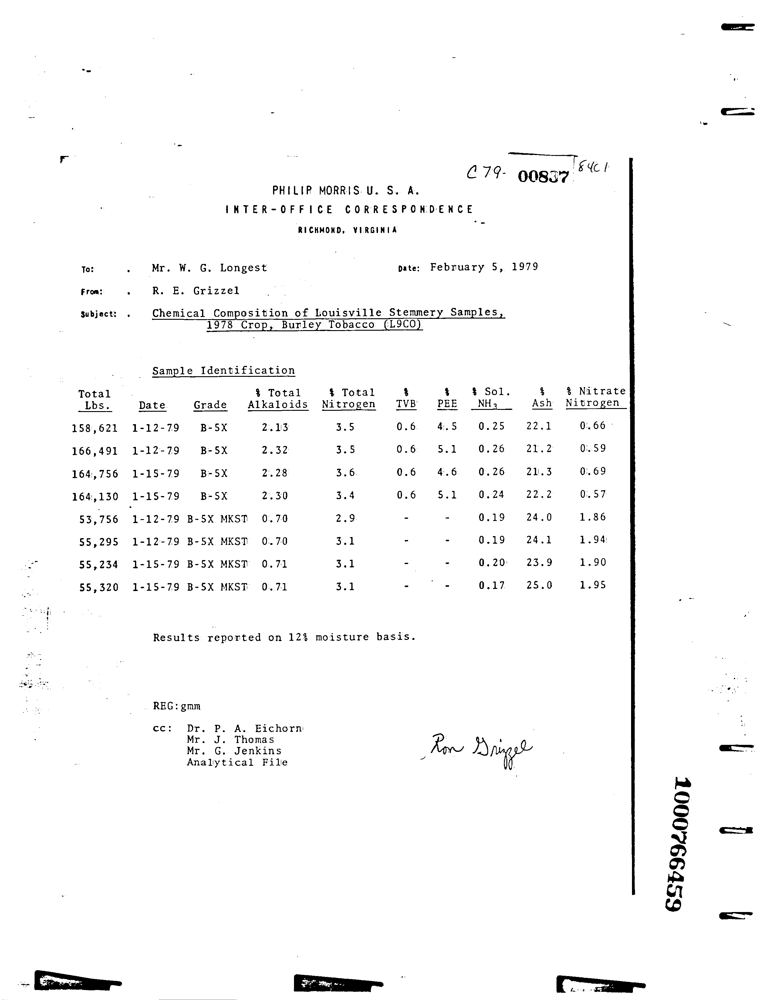 C79- 00837 84C1
PHILIP MORRIS U. S. A.
INTER-OFFICE CORRESPONDENCE
RICHMOND, VIRGINIA
To: . Mr. W. G. Longest Date: February 5, 1979
From: . R. E. Grizzel
Subject: . Chemical Composition of Louisville Stemmery Samples,
1978 Crop, Burley Tobacco (L9CO)
Sample Identification
Total % Total % Total % % % Sol. % % Nitrate
Lbs. Date Grade Alkaloids Nitrogen TVB PEE NH3 Ash Nitrogen
158,621 1-12-79 B-5X 2.13 3.5 0.6 4.5 0.25 22.1 0.66
166,491 1-12-79 B-5X 2.32 3.5 0.6 5.1 0.26 21.2 0.59
164,756 1-15-79 B-5X 2.28 3.6 0.6 4.6 0.26 21.3 0.69
164,130 1-15-79 B-5X 2.30 3.4 0.6 5.1 0.24 22.2 0.57
53,756 1-12-79 B-5X MKST 0.70 2.9 - - 0.19 24.0 1.86
55,295 1-12-79 B-5X MKST 0.70 3.1 - - 0.19 24.1 1.94
55,234 1-15-79 B-5X MKST 0.71 3.1 - - 0.20 23.9 1.90
55,320 1-15-79 B-5X MKST 0.71 3.1 - - 0.17 25.0 1.95
Results reported on 12% moisture basis.
REG:gmm
cc: Dr. P. A. Eichorn
Mr. J. Thomas
Mr. G. Jenkins
Analytical File
Ron Grizzel
1000766459